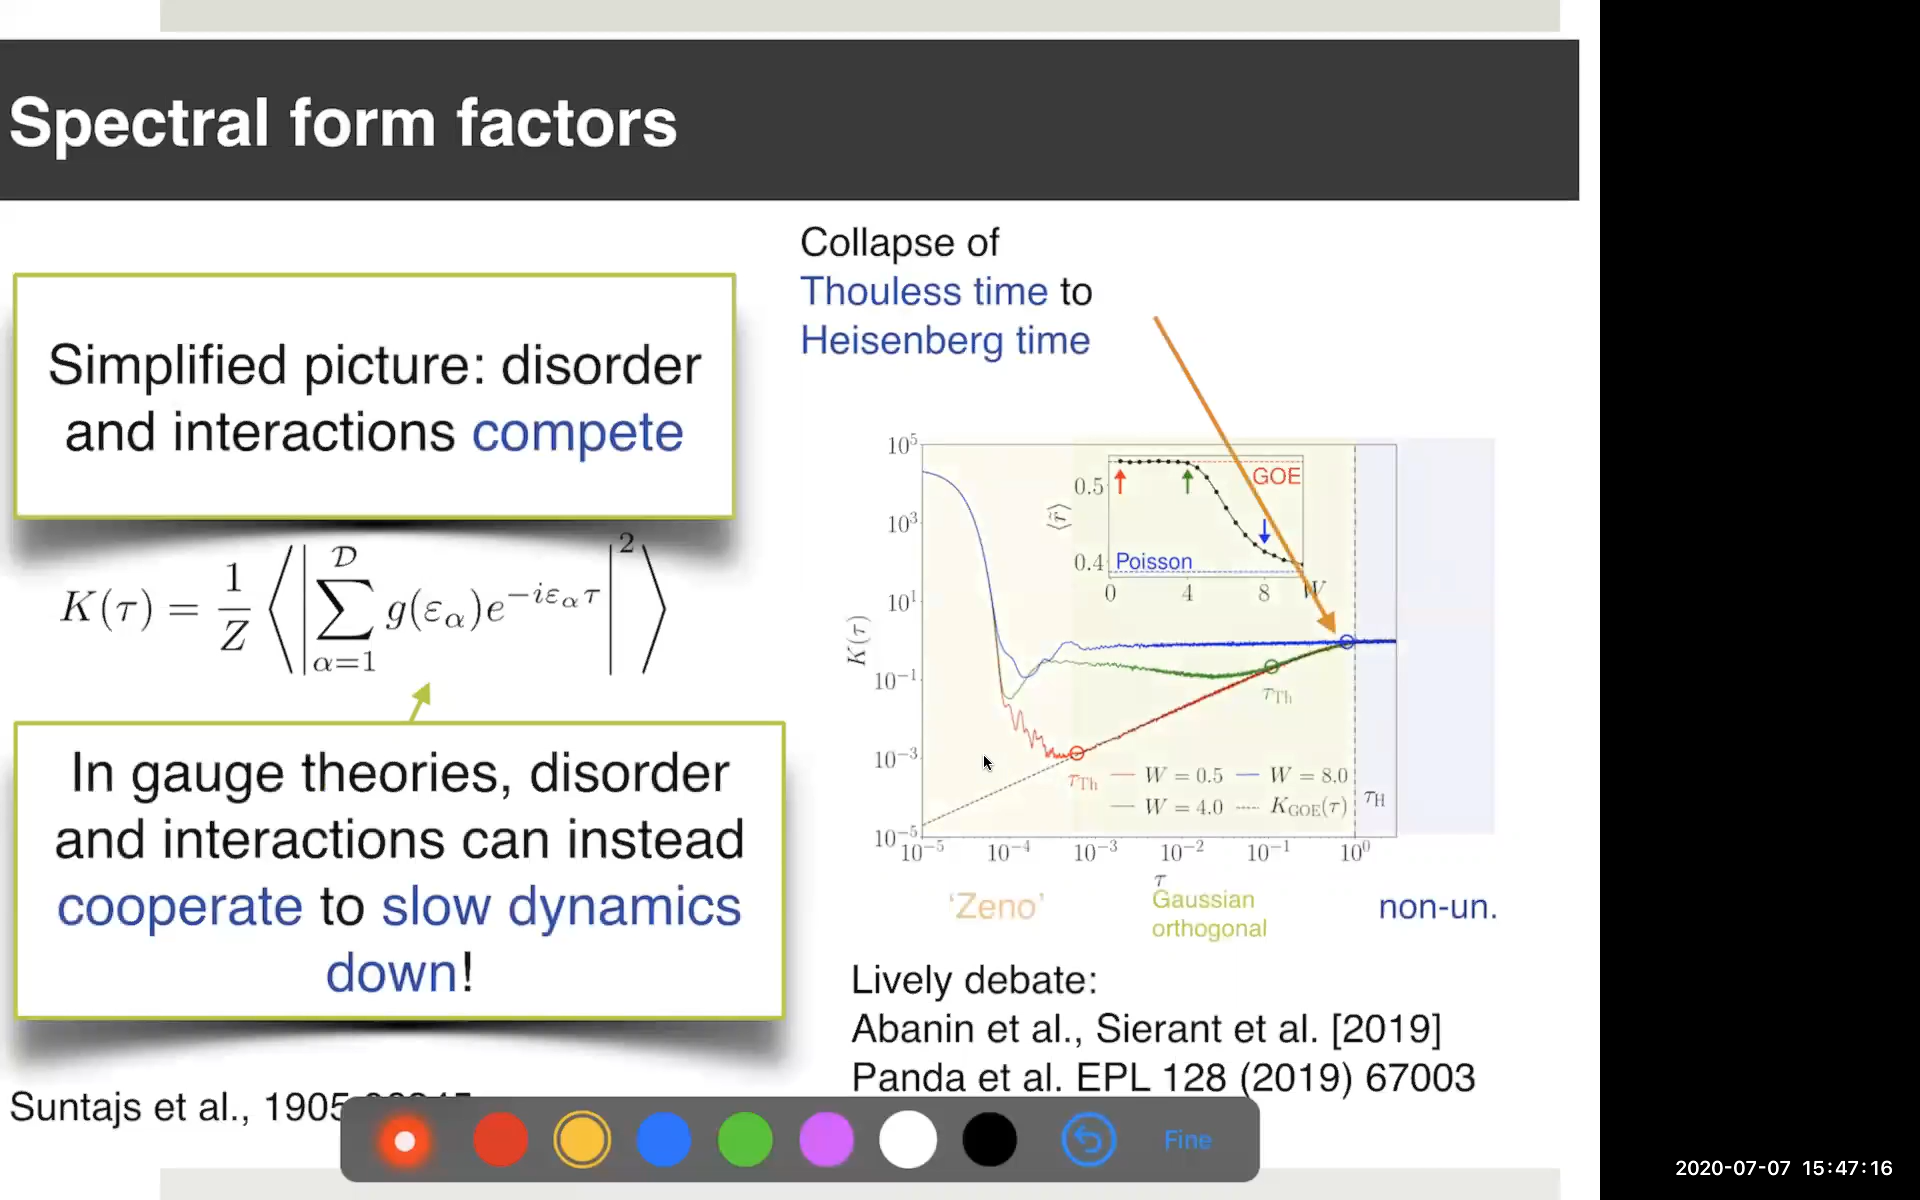 Spectral form factors
Collapse of
Thouless time to
Heisenberg time
Simplified picture: disorder
and interactions compete
K(τ) = 1/Z ⟨|∑_{α=1}^{𝒟} g(ε_α)e^{−iε_ατ}|²⟩
In gauge theories, disorder
and interactions can instead
cooperate to slow dynamics
down!
Suntajs et al., 1905
10⁵
10³
10¹
10⁻¹
10⁻³
10⁻⁵
K(τ)
0.5
0.4
⟨r̃⟩
GOE
Poisson
0 4 8 W
τ_Th
τ_Th
W = 0.5 W = 8.0
W = 4.0 K_GOE(τ)
τ_H
10⁻⁵ 10⁻⁴ 10⁻³ 10⁻² 10⁻¹ 10⁰
τ
'Zeno'
Gaussian
orthogonal
non-un.
Lively debate:
Abanin et al., Sierant et al. [2019]
Panda et al. EPL 128 (2019) 67003
Fine
2020-07-07 15:47:16